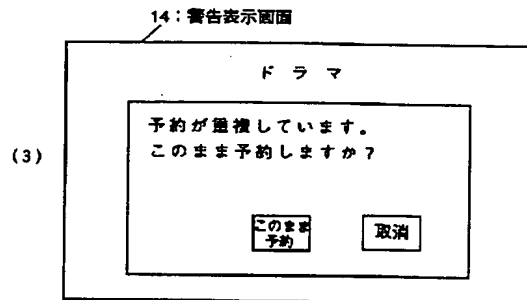 14：警告表示画面
ドラマ
予約が重複しています。
(3)
このまま予約しますか？
このまま
予約
取消